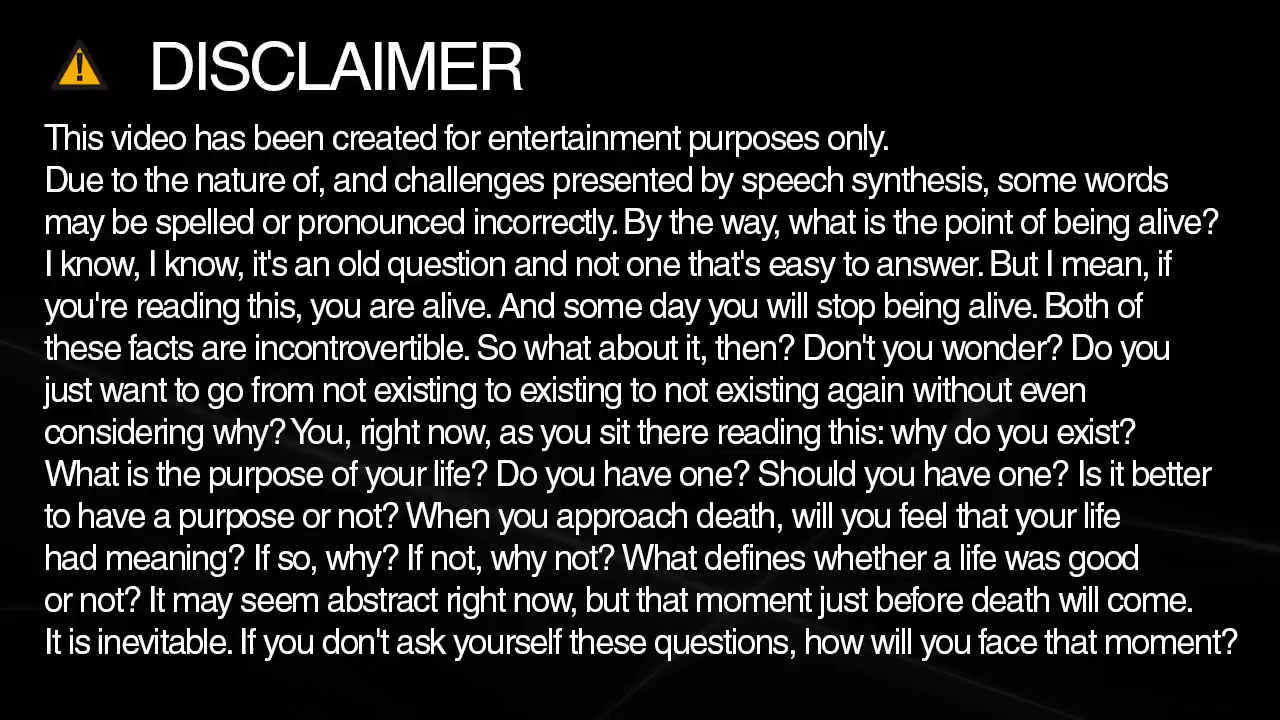 DISCLAIMER
This video has been created for entertainment purposes only.
Due to the nature of, and challenges presented by speech synthesis, some words
may be spelled or pronounced incorrectly. By the way, what is the point of being alive?
I know, I know, it's an old question and not one that's easy to answer. But I mean, if
you're reading this, you are alive. And some day you will stop being alive. Both of
these facts are incontrovertible. So what about it, then? Don't you wonder? Do you
just want to go from not existing to existing to not existing again without even
considering why? You, right now, as you sit there reading this: why do you exist?
What is the purpose of your life? Do you have one? Should you have one? Is it better
to have a purpose or not? When you approach death, will you feel that your life
had meaning? If so, why? If not, why not? What defines whether a life was good
or not? It may seem abstract right now, but that moment just before death will come.
It is inevitable. If you don't ask yourself these questions, how will you face that moment?